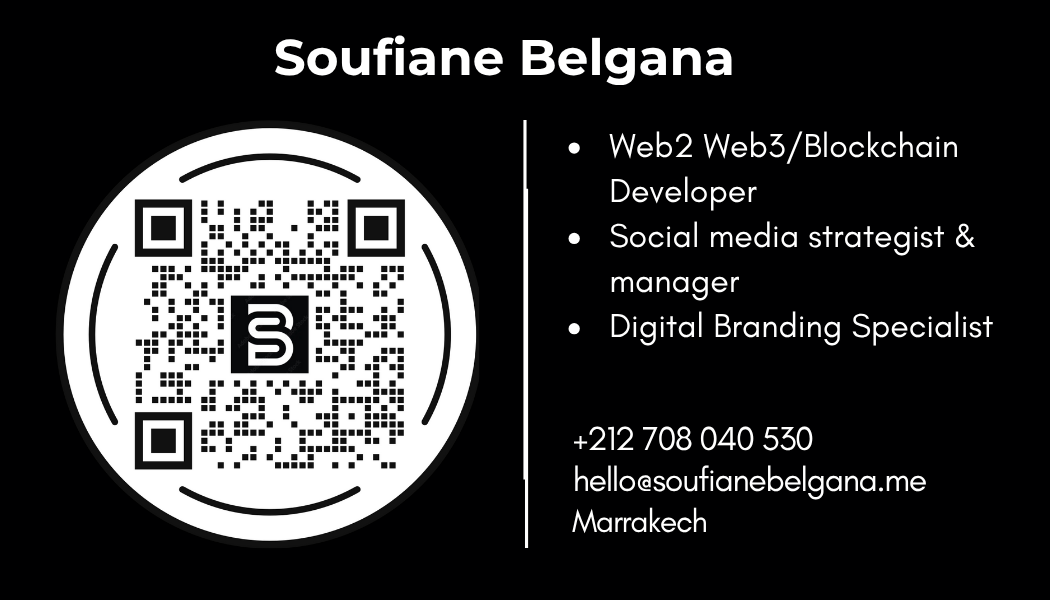 Soufiane Belgana
• Web2 Web3/Blockchain
Developer
• Social media strategist &
manager
• Digital Branding Specialist
+212 708 040 530
hello@soufianebelgana.me
Marrakech